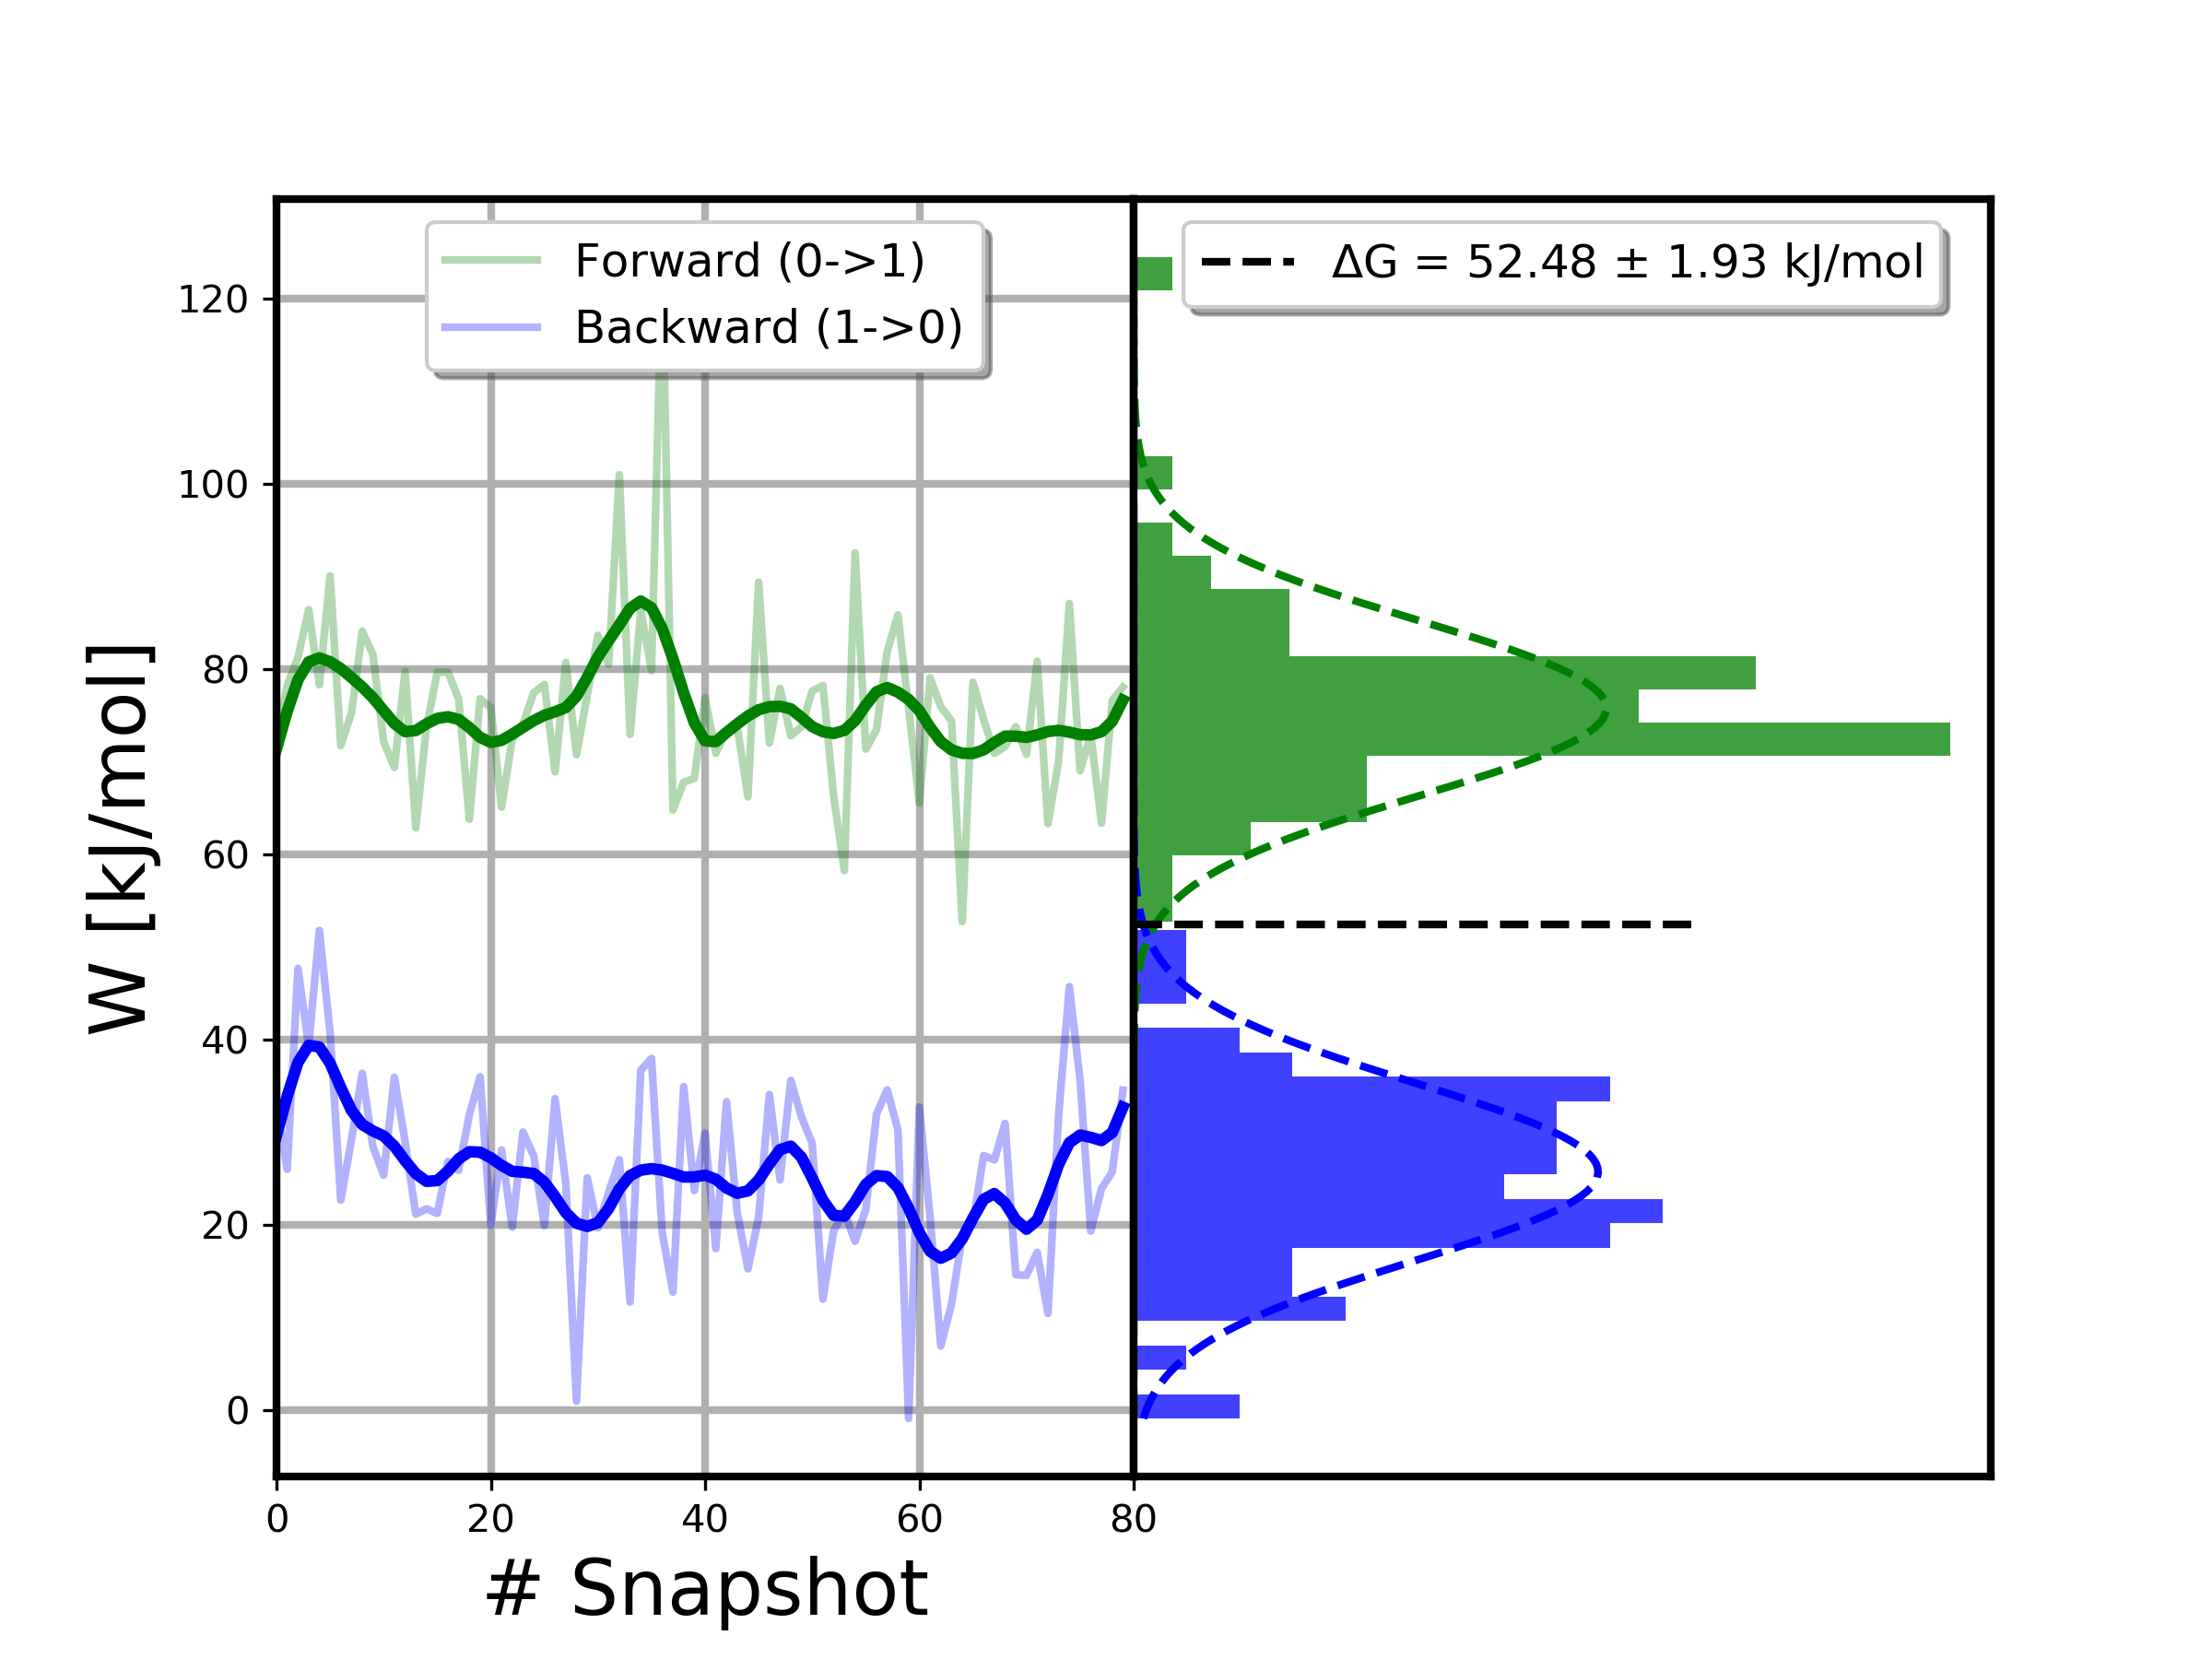 Forward (0->1)
Backward (1->0)
ΔG = 52.48 ± 1.93 kJ/mol
W [kJ/mol]
120
100
80
60
40
20
0
0 20 40 60 80
# Snapshot